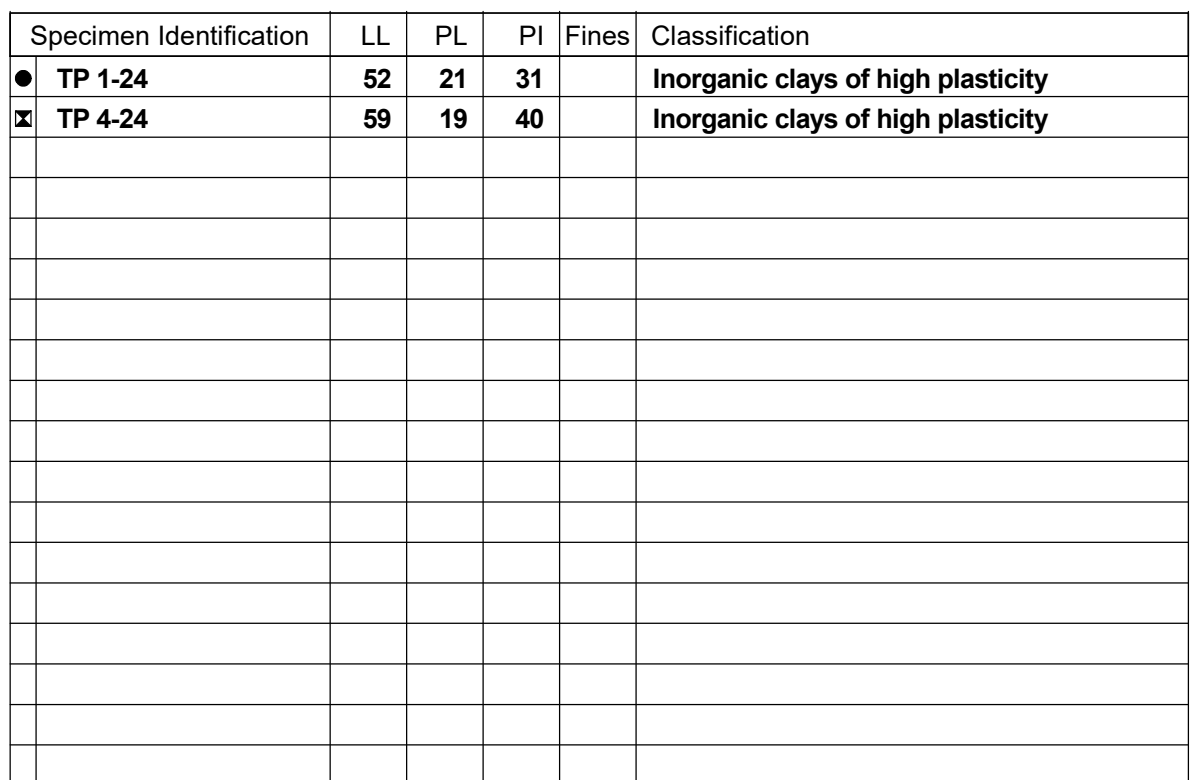 Specimen Identification LL PL PI Fines Classification
TP 1-24 52 21 31 Inorganic clays of high plasticity
TP 4-24 59 19 40 Inorganic clays of high plasticity